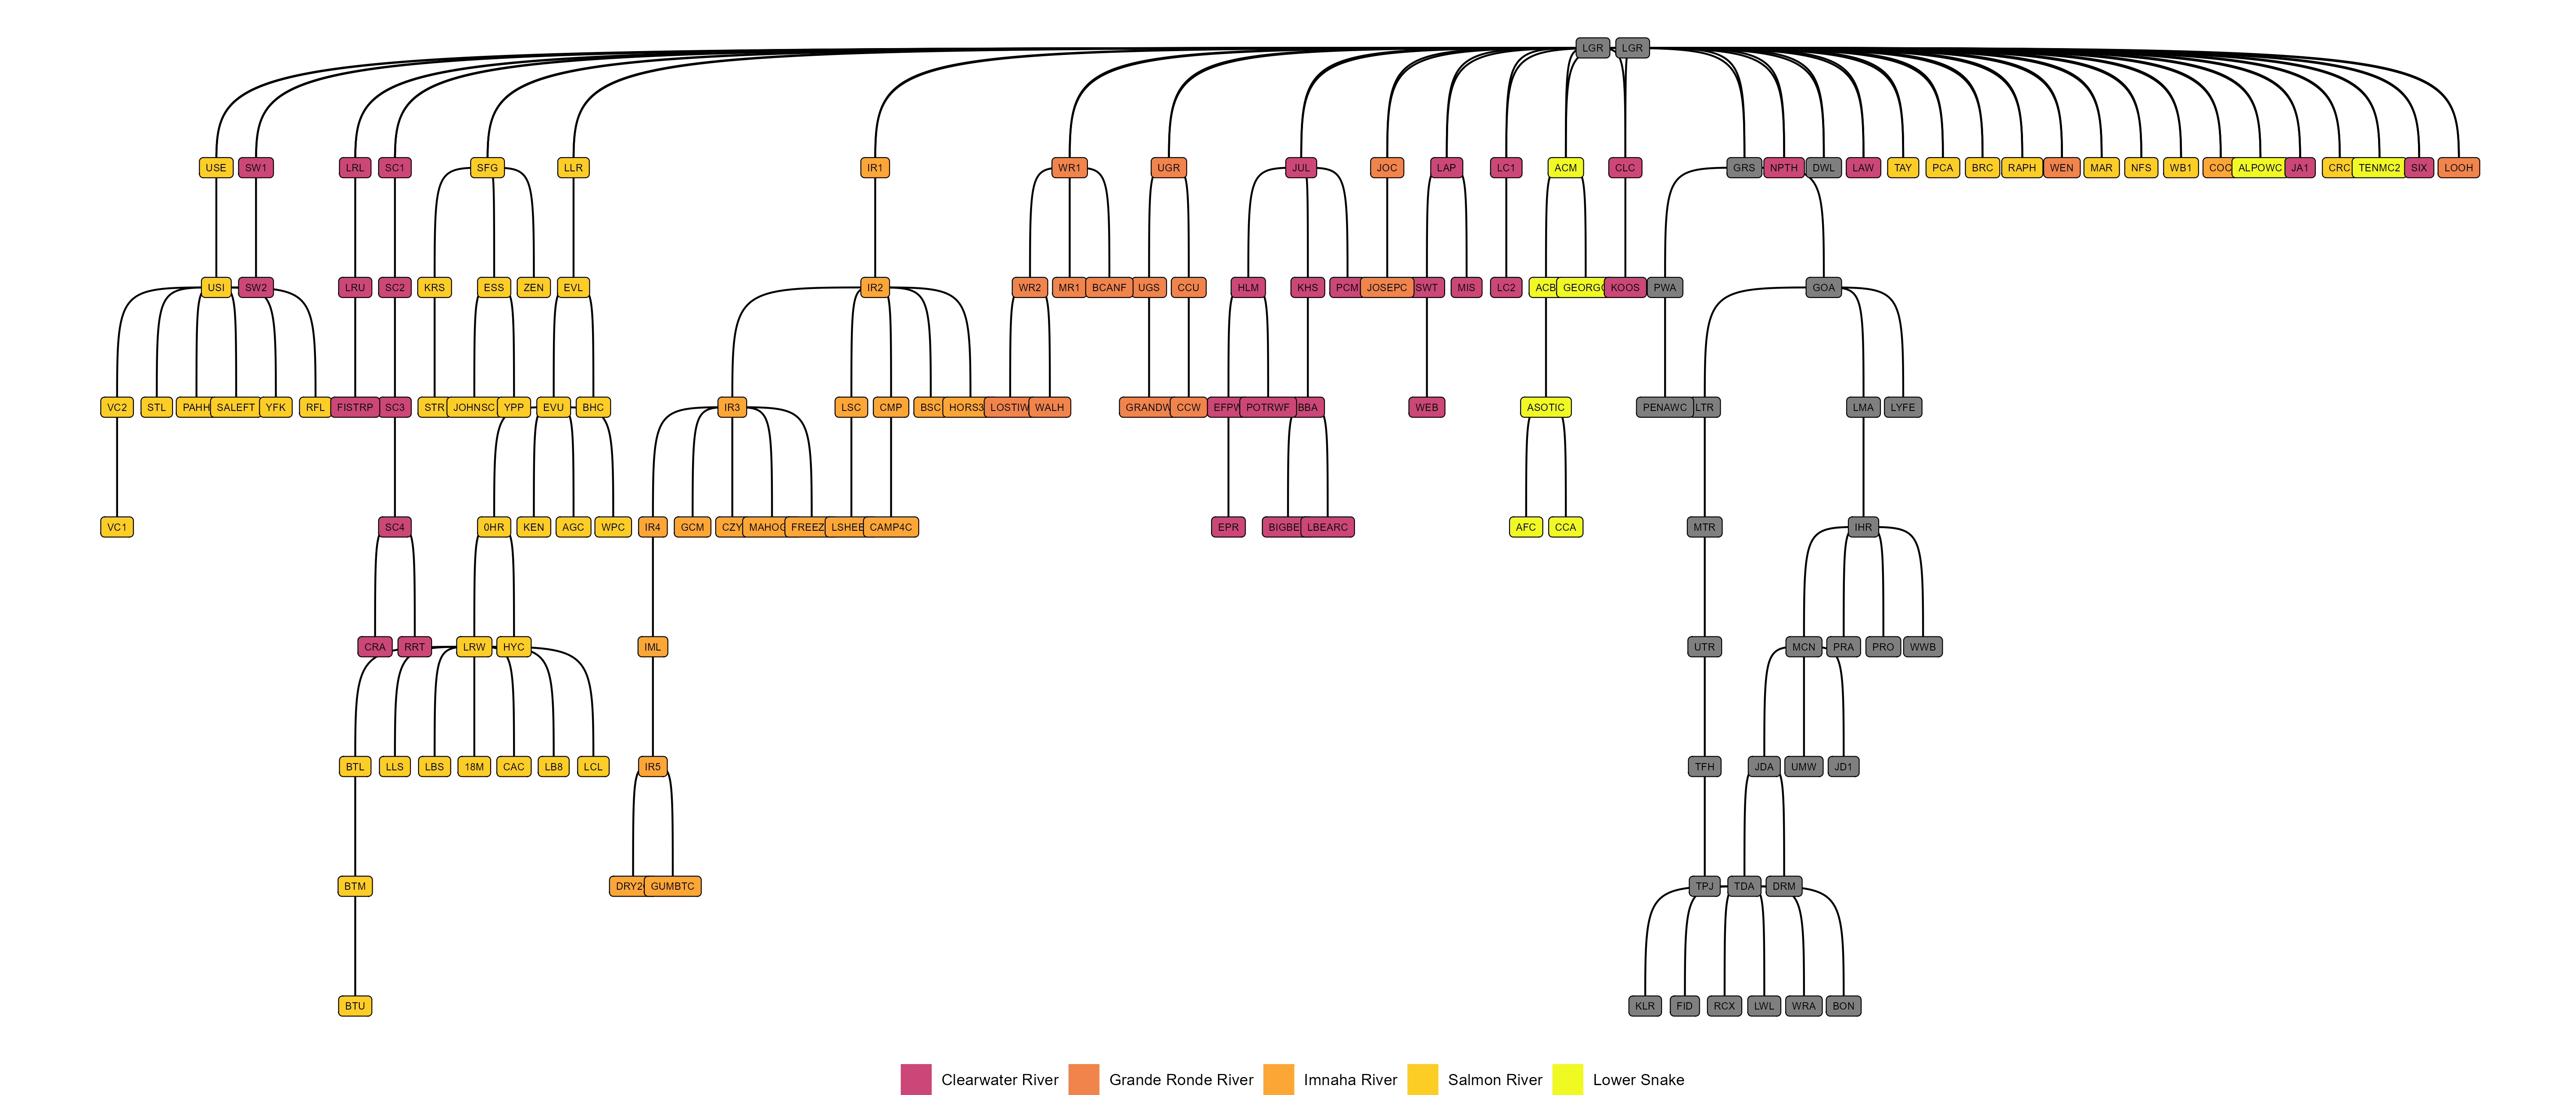 LGR LGR
USE SW1 LRL SC1 SFG LLR IR1 WR1 UGR JUL JOC LAP LC1 ACM CLC GRS NPTH DWL LAW TAY PCA BRC RAPH WEN MAR NFS WB1 COC ALPOWC JA1 CRC TENMC2 SIX LOOH
USI SW2 LRU SC2 KRS ESS ZEN EVL IR2 WR2 MR1 BCANF UGS CCU HLM KHS PCM JOSEPC SWT MIS LC2 ACB GEORGC KOOS PWA GOA
VC2 STL PAHH SALEFT YFK RFL FISTRP SC3 STR JOHNSC YPP EVU BHC IR3 LSC CMP BSC HORS3 LOSTIW WALH GRANDW CCW EFPW POTRWF BBA WEB ASOTIC PENAWC LTR LMA LYFE
VC1 SC4 0HR KEN AGC WPC IR4 GCM CZY MAHOG FREEZ LSHEE CAMP4C EPR BIGBE LBEARC AFC CCA MTR IHR
CRA RRT LRW HYC IML UTR MCN PRA PRO WWB
BTL LLS LBS 18M CAC LB8 LCL IR5 TFH JDA UMW JD1
BTM DRY2 GUMBTC TPJ TDA DRM
BTU KLR FID RCX LWL WRA BON
Clearwater River Grande Ronde River Imnaha River Salmon River Lower Snake